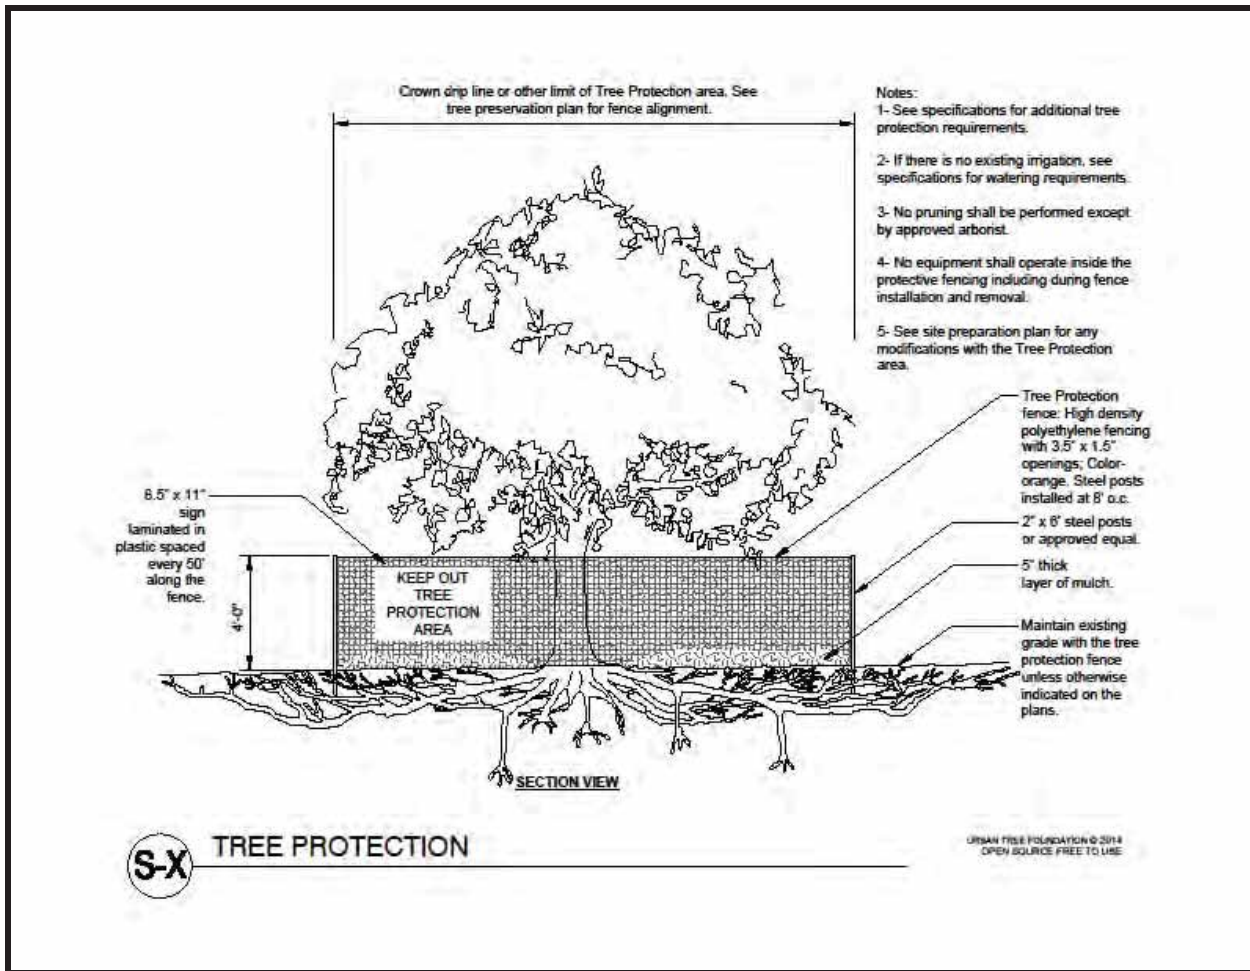 Crown drip line or other limit of Tree Protection area. See
tree preservation plan for fence alignment.
Notes:
1- See specifications for additional tree
protection requirements.
2- If there is no existing irrigation, see
specifications for watering requirements.
3- No pruning shall be performed except
by approved arborist.
4- No equipment shall operate inside the
protective fencing including during fence
installation and removal.
5- See site preparation plan for any
modifications with the Tree Protection
area.
Tree Protection
fence: High density
polyethylene fencing
with 3.5" x 1.5"
openings; Color-
orange. Steel posts
installed at 8' o.c.
2" x 6' steel posts
or approved equal.
5" thick
layer of mulch.
Maintain existing
grade with the tree
protection fence
unless otherwise
indicated on the
plans.
8.5" x 11"
sign
laminated in
plastic spaced
every 50'
along the
fence.
4'-0"
KEEP OUT
TREE
PROTECTION
AREA
SECTION VIEW
S-X
TREE PROTECTION
URBAN TREE FOUNDATION © 2014
OPEN SOURCE FREE TO USE